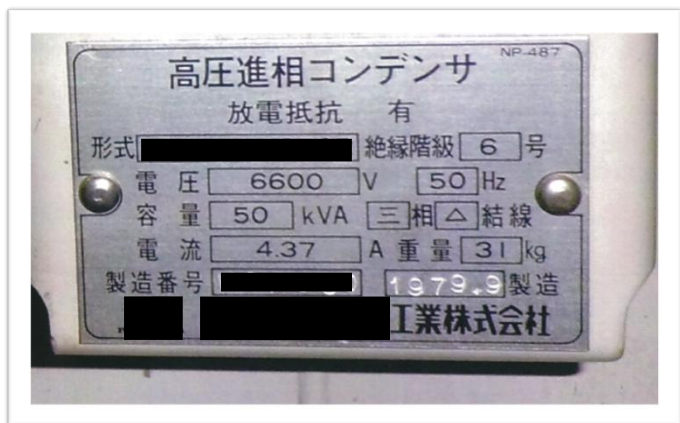 NP-487
高圧進相コンデンサ
放電抵抗 有
形式 絶縁階級 6 号
電圧 6600 V 50 Hz
容量 50 kVA 三相 △ 結線
電流 4.37 A 重量 31 kg
製造番号 1979.9 製造
工業株式会社